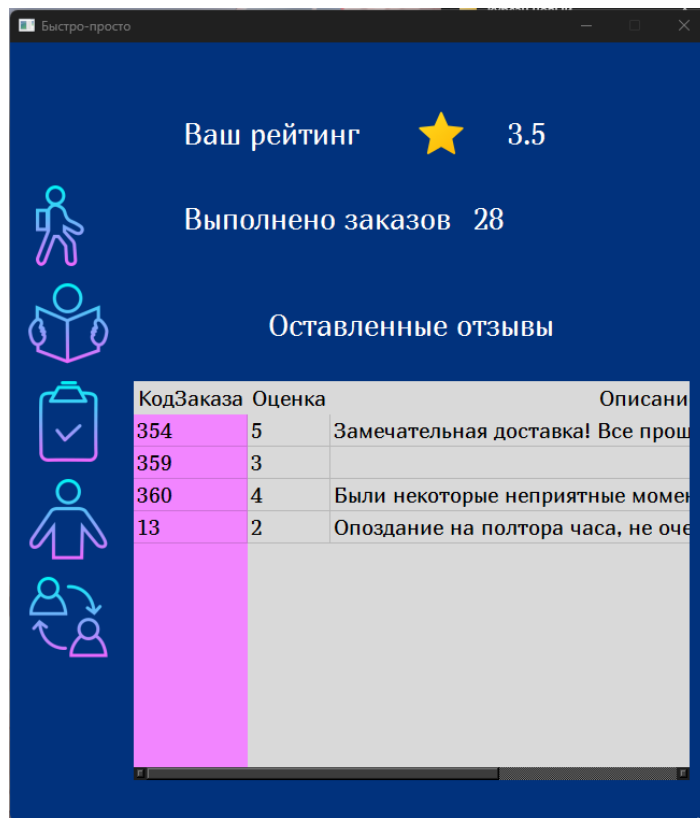 Быстро-просто
Ваш рейтинг 3.5
Выполнено заказов 28
Оставленные отзывы
КодЗаказа Оценка Описани
354 5 Замечательная доставка! Все прош
359 3
360 4 Были некоторые неприятные момен
13 2 Опоздание на полтора часа, не оче